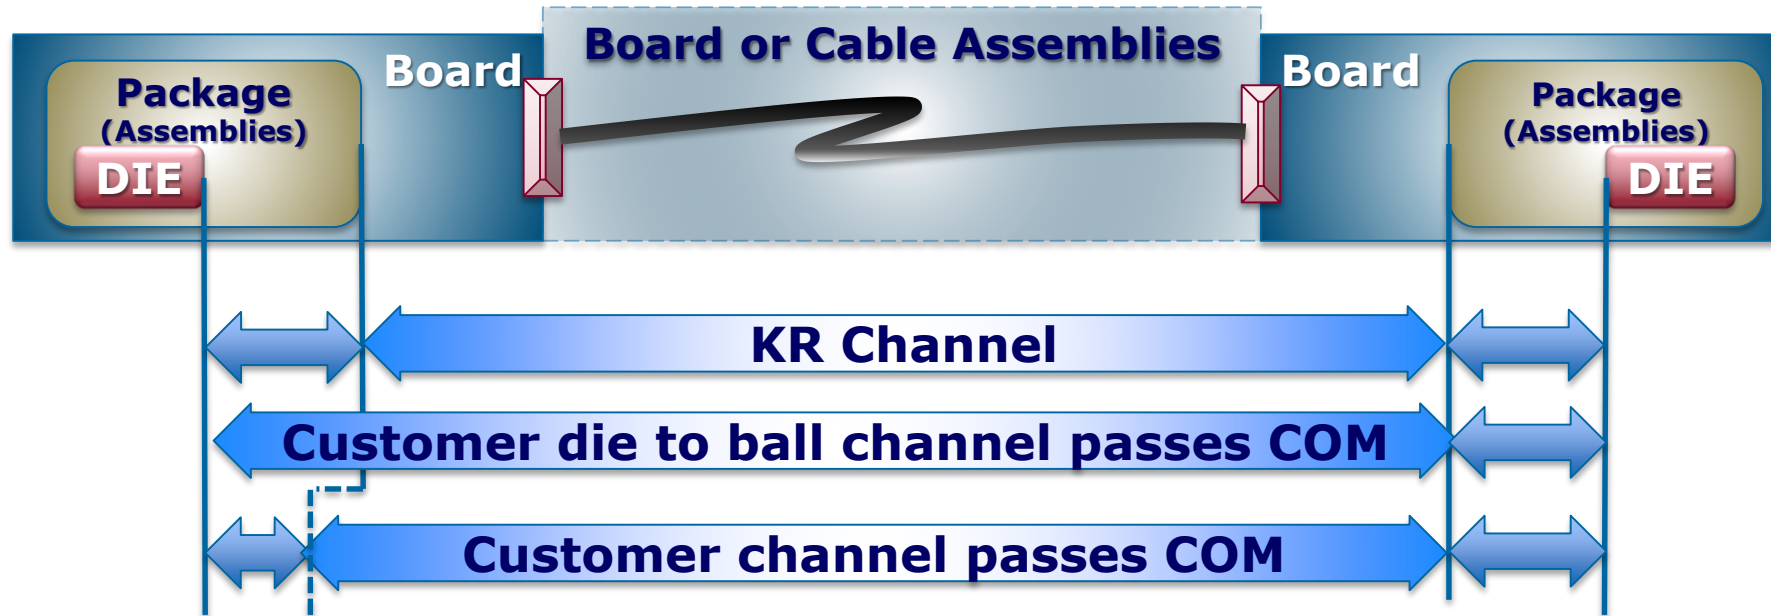 Board or Cable Assemblies
Board
Board
Package
(Assemblies)
DIE
Package
(Assemblies)
DIE
KR Channel
Customer die to ball channel passes COM
Customer channel passes COM